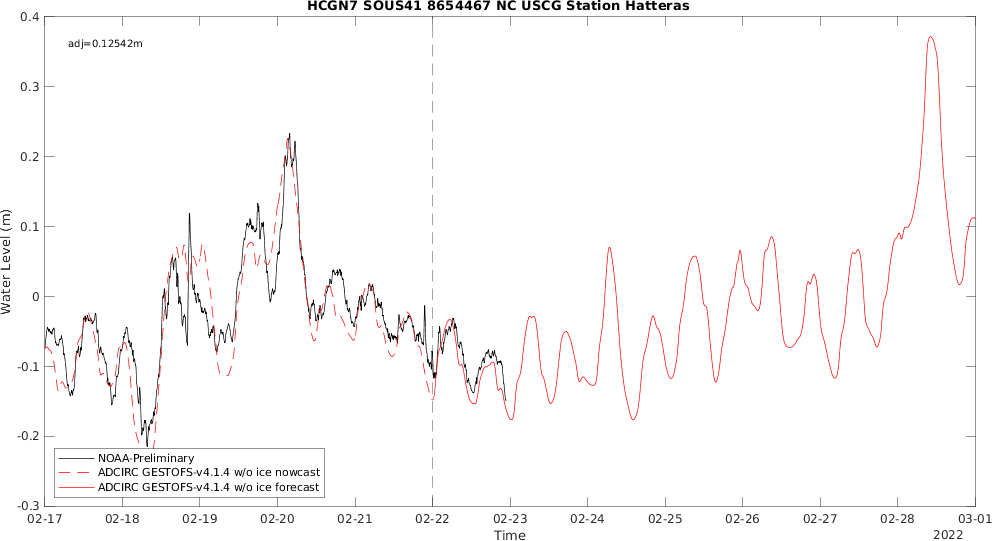 HCGN7 SOUS41 8654467 NC USCG Station Hatteras
adj=0.12542m
Water Level (m)
0.4
0.3
0.2
0.1
0
-0.1
-0.2
-0.3
NOAA-Preliminary
ADCIRC GESTOFS-v4.1.4 w/o ice nowcast
ADCIRC GESTOFS-v4.1.4 w/o ice forecast
02-17 02-18 02-19 02-20 02-21 02-22 02-23 02-24 02-25 02-26 02-27 02-28 03-01
Time
2022